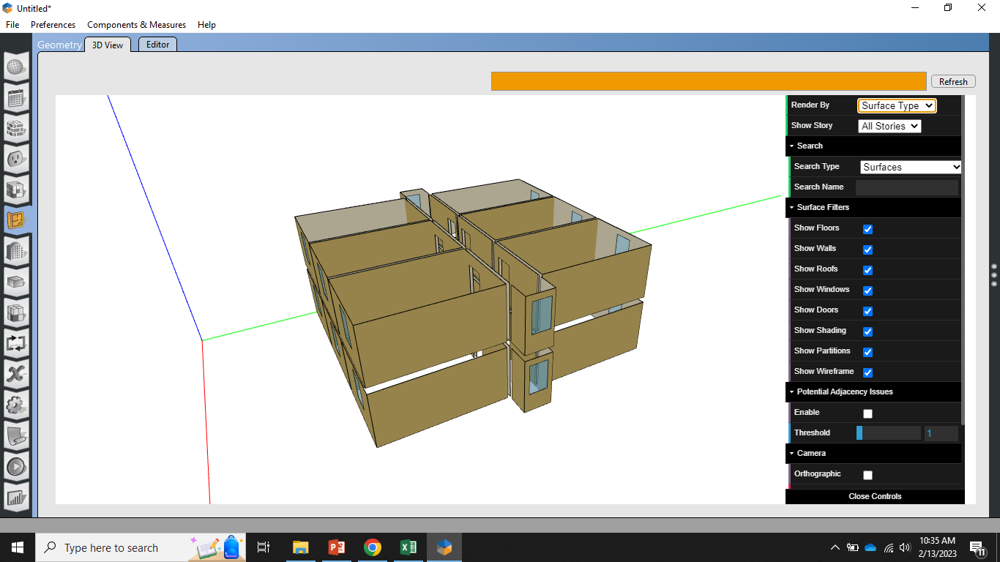 Untitled*
File Preferences Components & Measures Help
Geometry 3D View Editor
Refresh
Render By Surface Type
Show Story All Stories
Search
Search Type Surfaces
Search Name
Surface Filters
Show Floors
Show Walls
Show Roofs
Show Windows
Show Doors
Show Shading
Show Partitions
Show Wireframe
Potential Adjacency Issues
Enable
Threshold 1
Camera
Orthographic
Close Controls
Type here to search
10:35 AM
2/13/2023
11